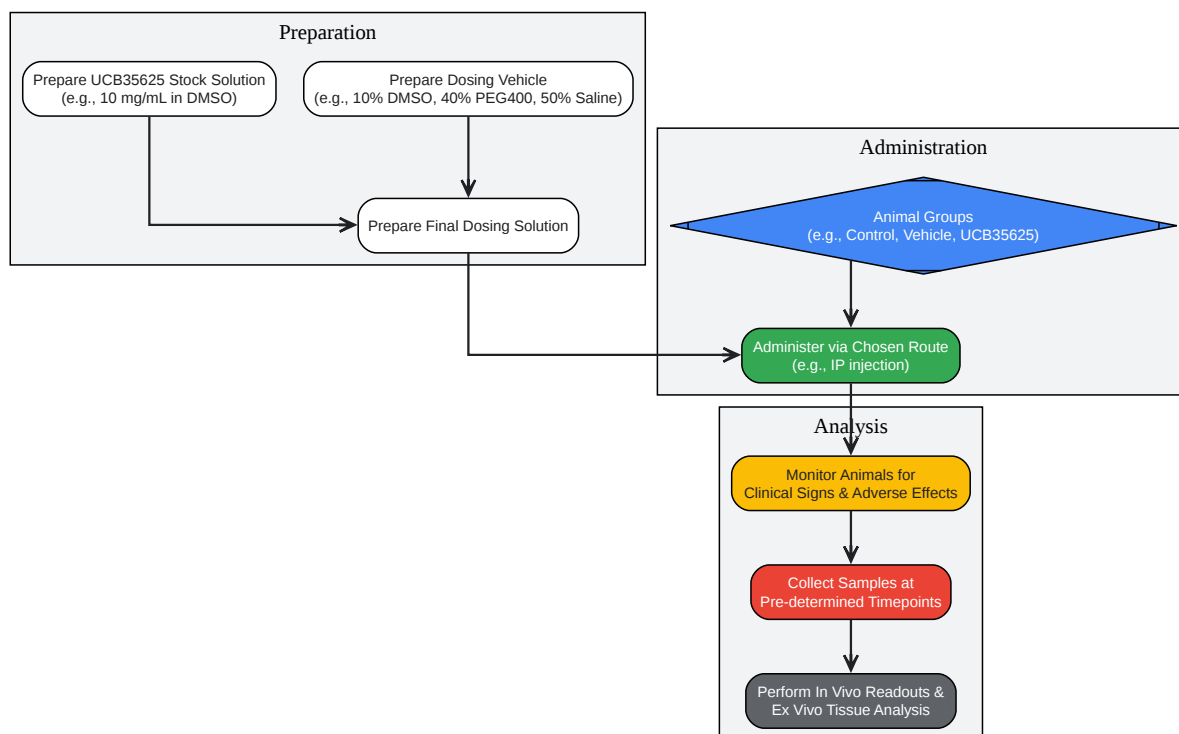 Preparation
Prepare UCB35625 Stock Solution
(e.g., 10 mg/mL in DMSO)
Prepare Dosing Vehicle
(e.g., 10% DMSO, 40% PEG400, 50% Saline)
Prepare Final Dosing Solution
Administration
Animal Groups
(e.g., Control, Vehicle, UCB35625)
Administer via Chosen Route
(e.g., IP injection)
Analysis
Monitor Animals for
Clinical Signs & Adverse Effects
Collect Samples at
Pre-determined Timepoints
Perform In Vivo Readouts &
Ex Vivo Tissue Analysis